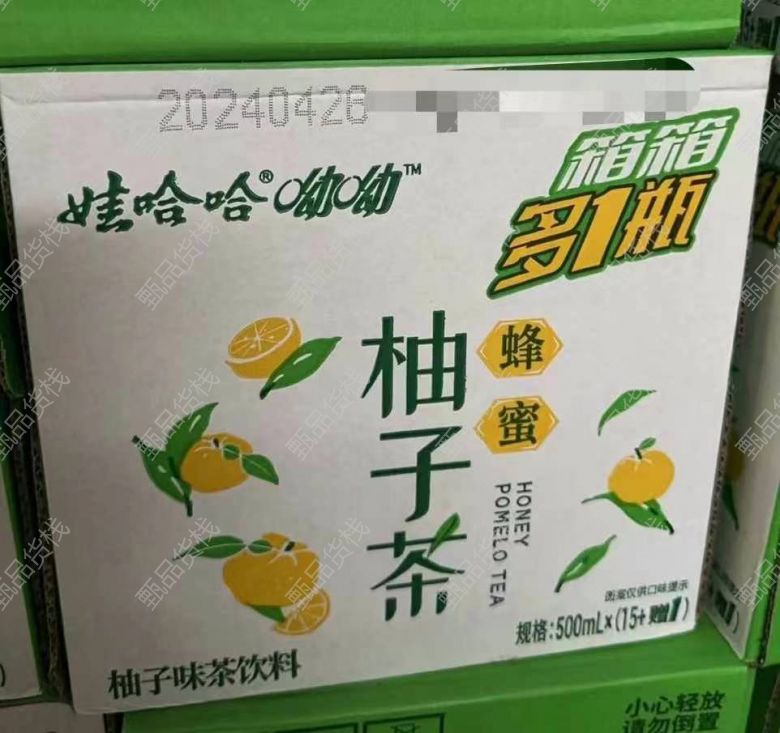 20240426
娃哈哈®呦呦™
箱箱
多1瓶
蜂蜜
柚子茶
HONEY
POMELO TEA
图案仅供口味提示
规格:500mL×(15+赠1)
柚子味茶饮料
小心轻放
请勿倒置
甄品货栈